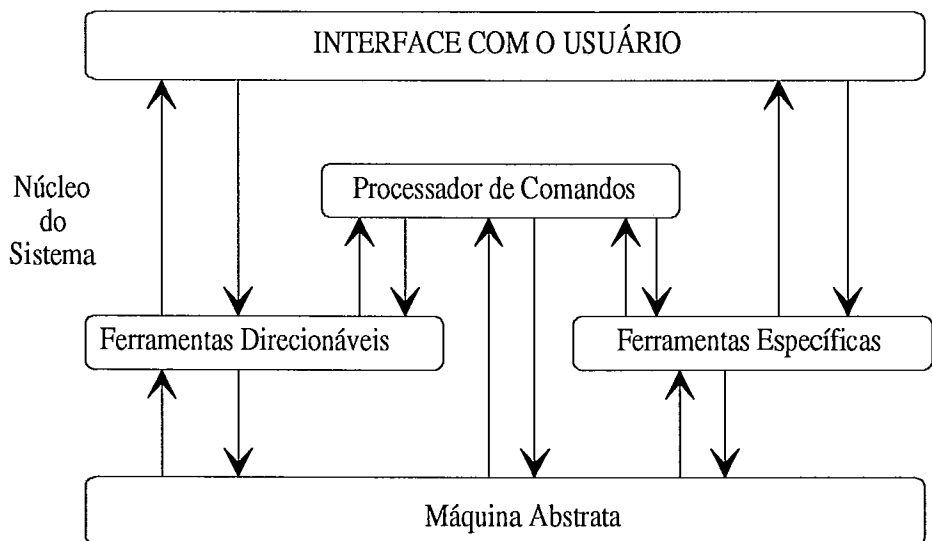 INTERFACE COM O USUÁRIO
Processador de Comandos
Núcleo
do
Sistema
Ferramentas Direcionáveis
Ferramentas Específicas
Máquina Abstrata